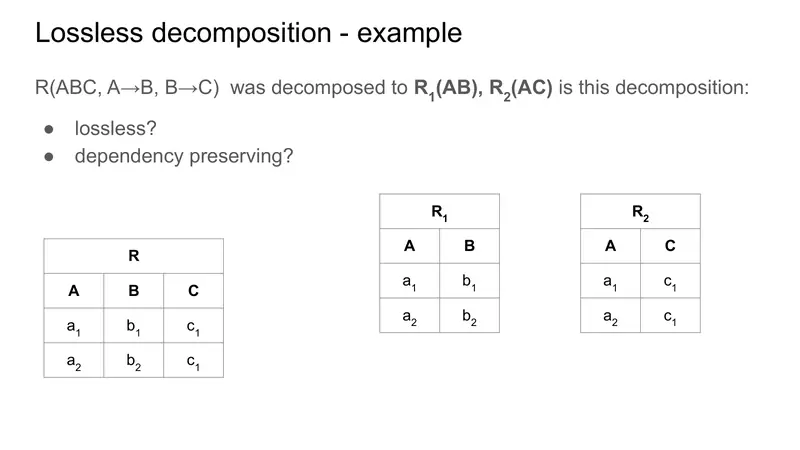 Lossless decomposition - example
R(ABC, A→B, B→C) was decomposed to R₁(AB), R₂(AC) is this decomposition:
● lossless?
● dependency preserving?
R
A B C
a₁ b₁ c₁
a₂ b₂ c₁
R₁
A B
a₁ b₁
a₂ b₂
R₂
A C
a₁ c₁
a₂ c₁